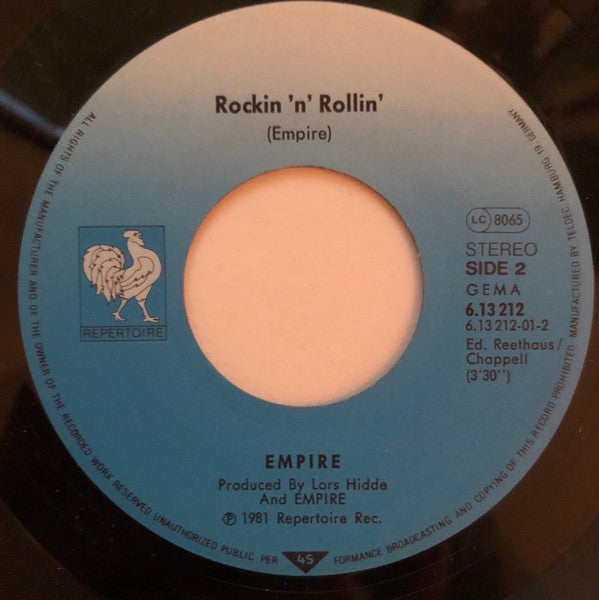 Rockin 'n' Rollin'
(Empire)
LC 8065
STEREO
SIDE 2
GEMA
6.13 212
6.13 212-01-2
Ed. Reethaus/
Chappell
(3'30'')
REPERTOIRE
EMPIRE
Produced By Lars Hidde
And EMPIRE
℗ 1981 Repertoire Rec.
ALL RIGHTS OF THE MANUFACTURER AND OF THE OWNER OF THE RECORDED WORK RESERVED UNAUTHORIZED PUBLIC PER 45 FORMANCE BROADCASTING AND COPYING OF THIS RECORD PROHIBITED. MANUFACTURED BY TELDEC, HAMBURG 19 GERMANY